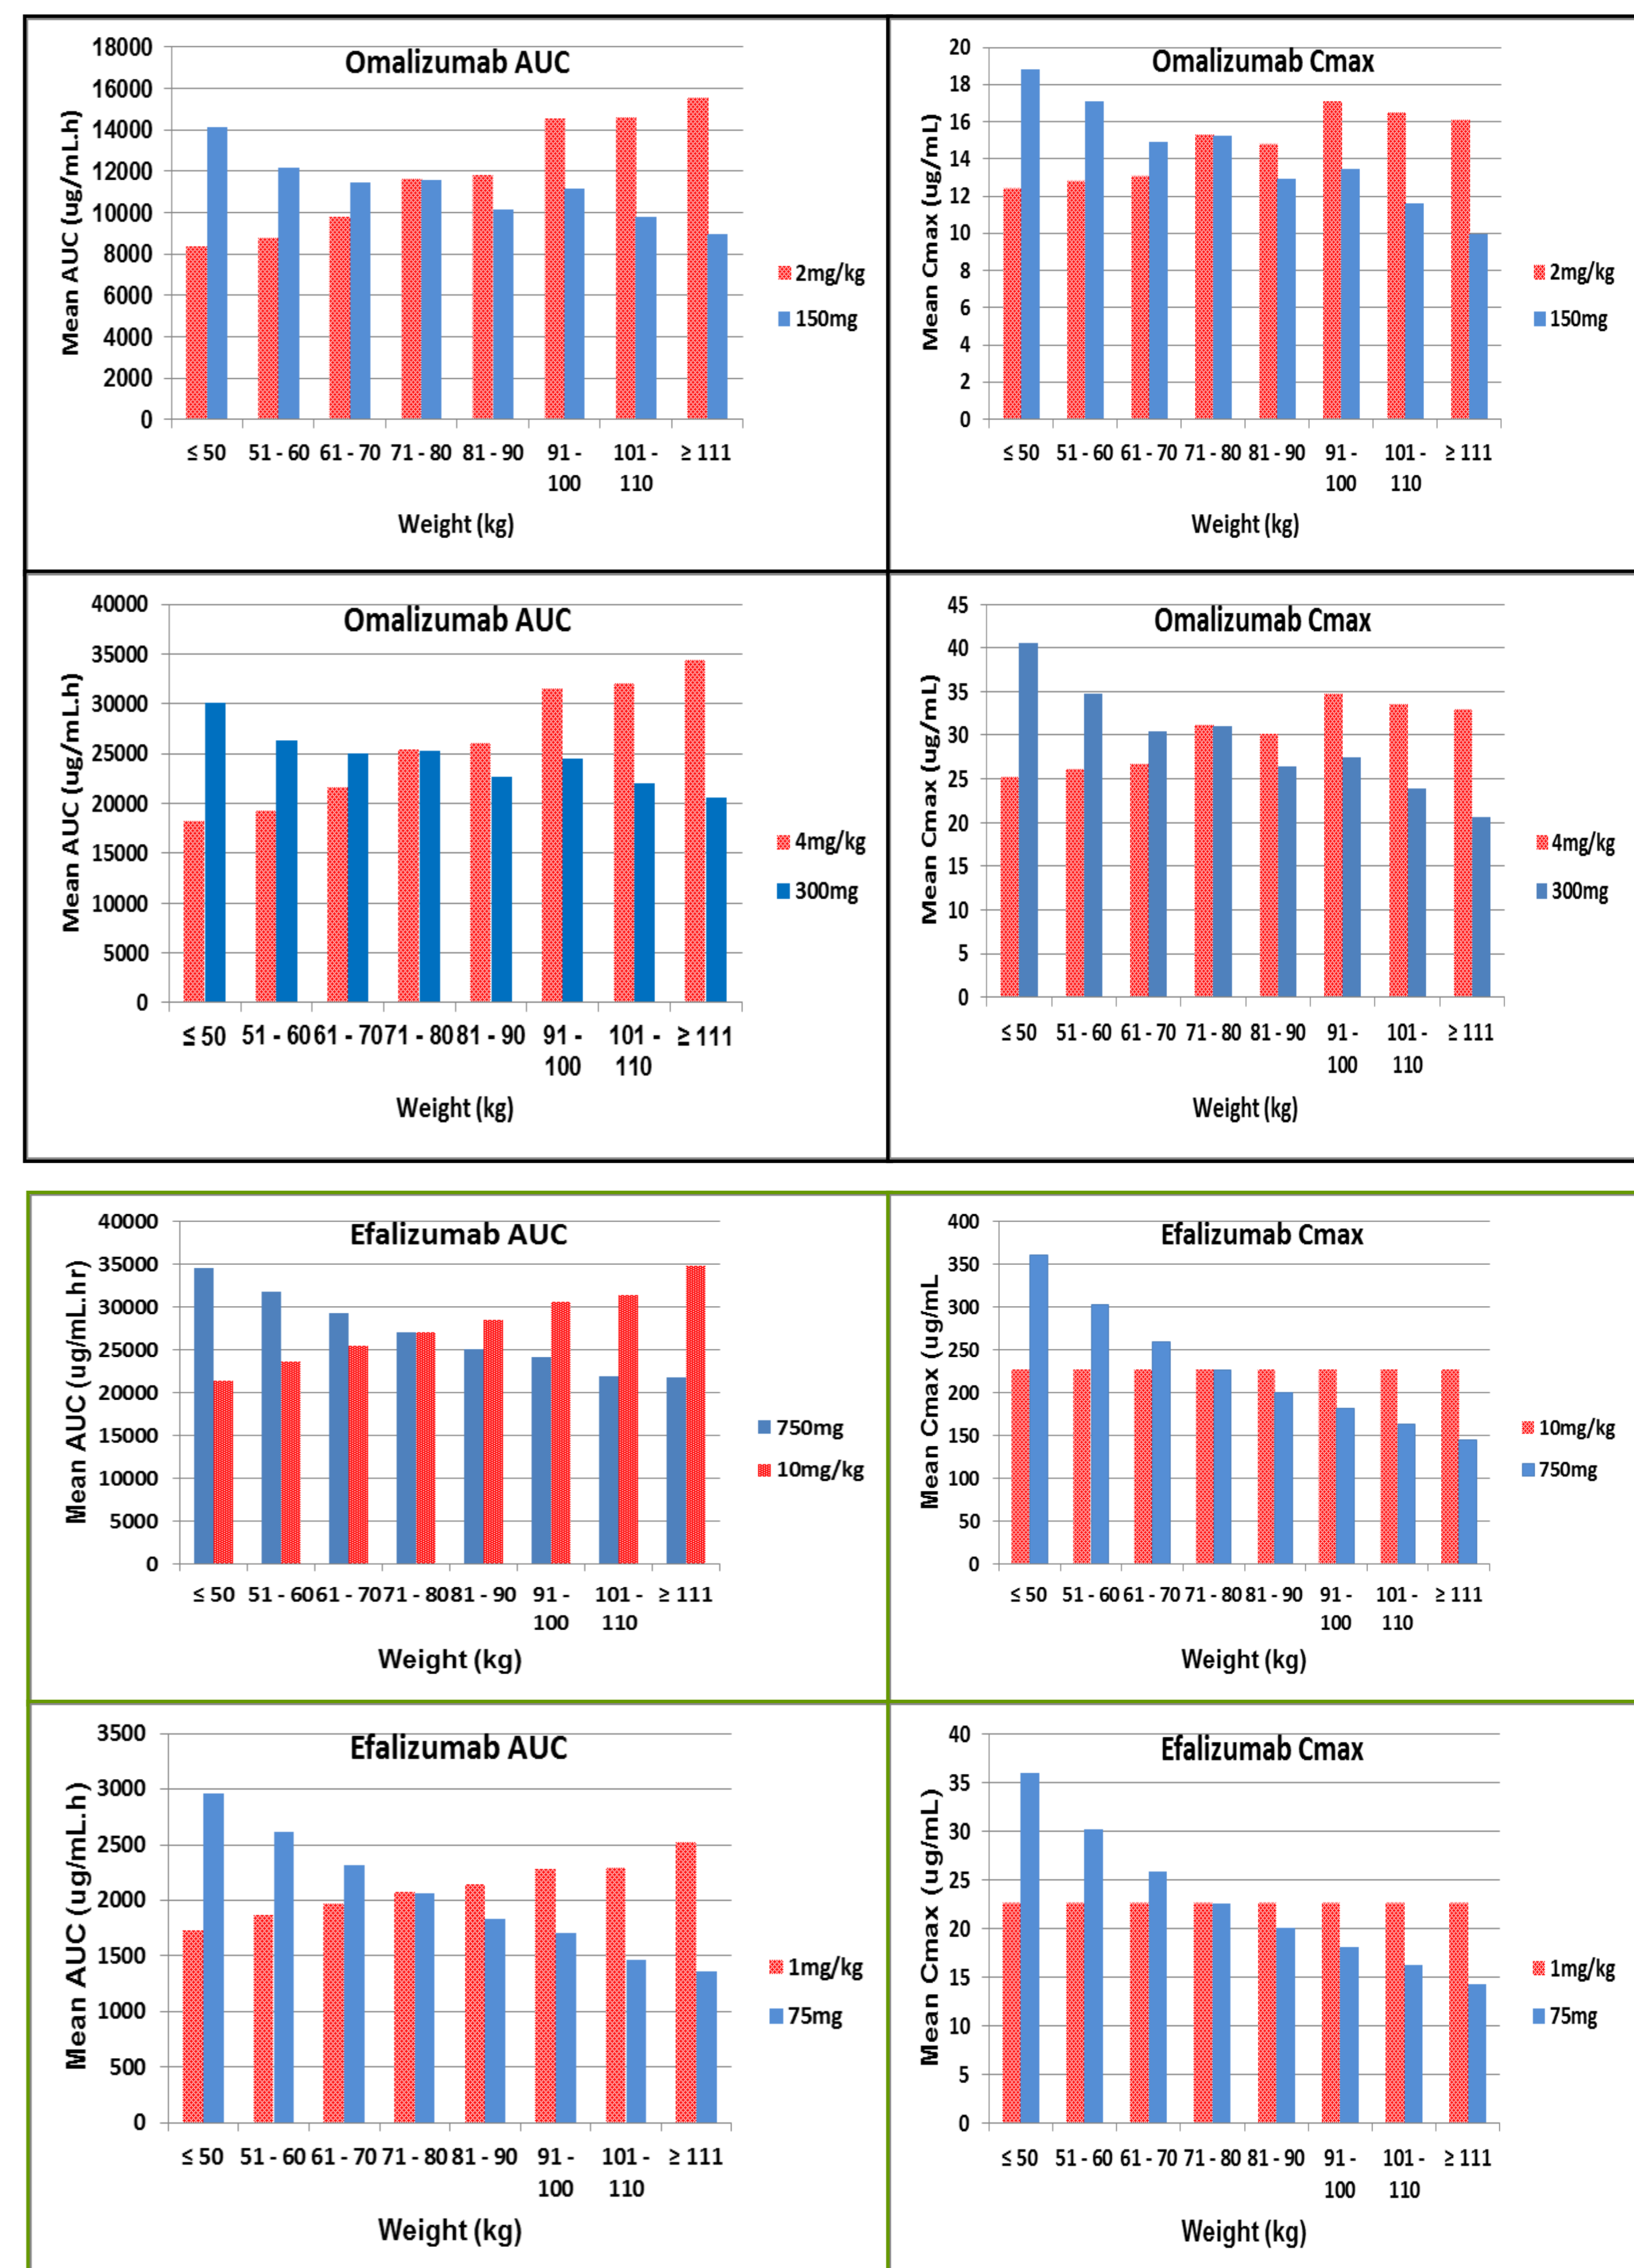 Omalizumab AUC
Mean AUC (ug/mL.h)
18000
16000
14000
12000
10000
8000
6000
4000
2000
0
≤ 50 51 - 60 61 - 70 71 - 80 81 - 90 91 - 101 - ≥ 111
100 110
Weight (kg)
2mg/kg
150mg
Omalizumab Cmax
Mean Cmax (ug/mL)
20
18
16
14
12
10
8
6
4
2
0
≤ 50 51 - 60 61 - 70 71 - 80 81 - 90 91 - 101 - ≥ 111
100 110
Weight (kg)
2mg/kg
150mg
Omalizumab AUC
Mean AUC (ug/mL.h)
40000
35000
30000
25000
20000
15000
10000
5000
0
≤ 50 51 - 60 61 - 70 71 - 80 81 - 90 91 - 101 - ≥ 111
100 110
Weight (kg)
4mg/kg
300mg
Omalizumab Cmax
Mean Cmax (ug/mL)
45
40
35
30
25
20
15
10
5
0
≤ 50 51 - 60 61 - 70 71 - 80 81 - 90 91 - 101 - ≥ 111
100 110
Weight (kg)
4mg/kg
300mg
Efalizumab AUC
Mean AUC (ug/mL.hr)
40000
35000
30000
25000
20000
15000
10000
5000
0
≤ 50 51 - 60 61 - 70 71 - 80 81 - 90 91 - 101 - ≥ 111
100 110
Weight (kg)
750mg
10mg/kg
Efalizumab Cmax
Mean Cmax (ug/mL
400
350
300
250
200
150
100
50
0
≤ 50 51 - 60 61 - 70 71 - 80 81 - 90 91 - 101 - ≥ 111
100 110
Weight (kg)
10mg/kg
750mg
Efalizumab AUC
Mean AUC (ug/mL.h)
3500
3000
2500
2000
1500
1000
500
0
≤ 50 51 - 60 61 - 70 71 - 80 81 - 90 91 - 101 - ≥ 111
100 110
Weight (kg)
1mg/kg
75mg
Efalizumab Cmax
Mean Cmax (ug/mL)
40
35
30
25
20
15
10
5
0
≤ 50 51 - 60 61 - 70 71 - 80 81 - 90 91 - 101 - ≥ 111
100 110
Weight (kg)
1mg/kg
75mg